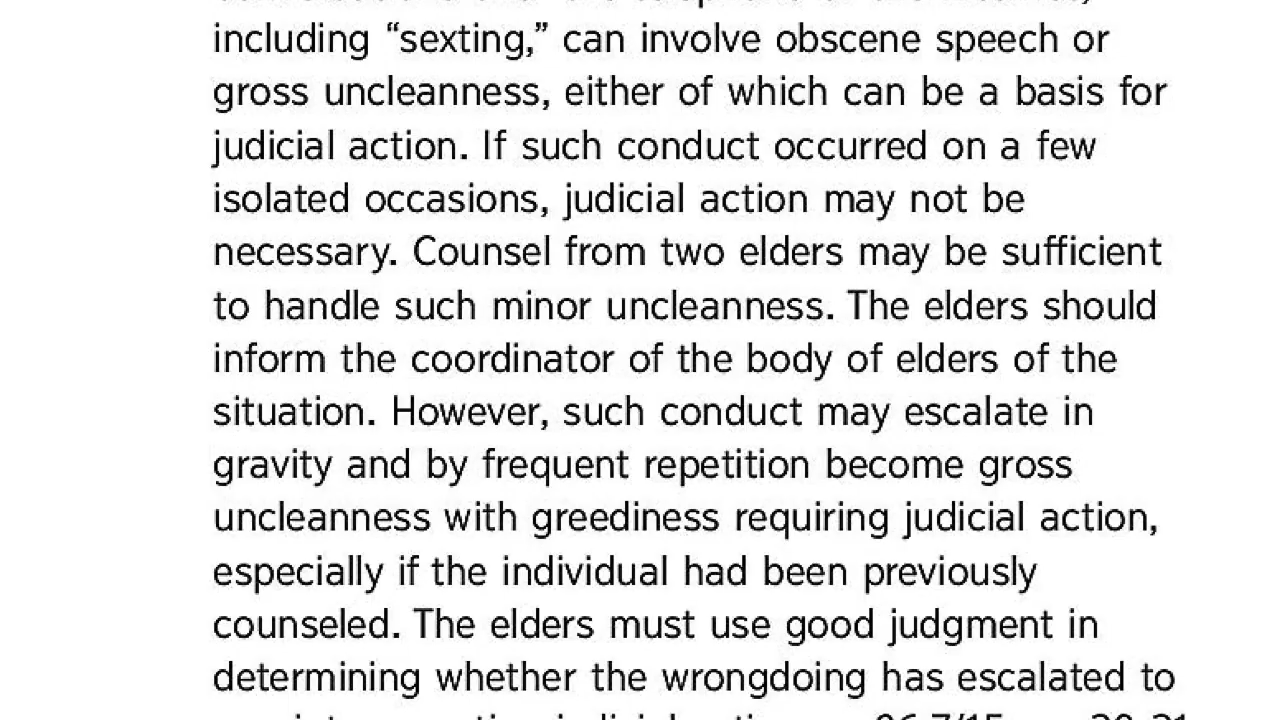 including “sexting,” can involve obscene speech or
gross uncleanness, either of which can be a basis for
judicial action. If such conduct occurred on a few
isolated occasions, judicial action may not be
necessary. Counsel from two elders may be sufficient
to handle such minor uncleanness. The elders should
inform the coordinator of the body of elders of the
situation. However, such conduct may escalate in
gravity and by frequent repetition become gross
uncleanness with greediness requiring judicial action,
especially if the individual had been previously
counseled. The elders must use good judgment in
determining whether the wrongdoing has escalated to